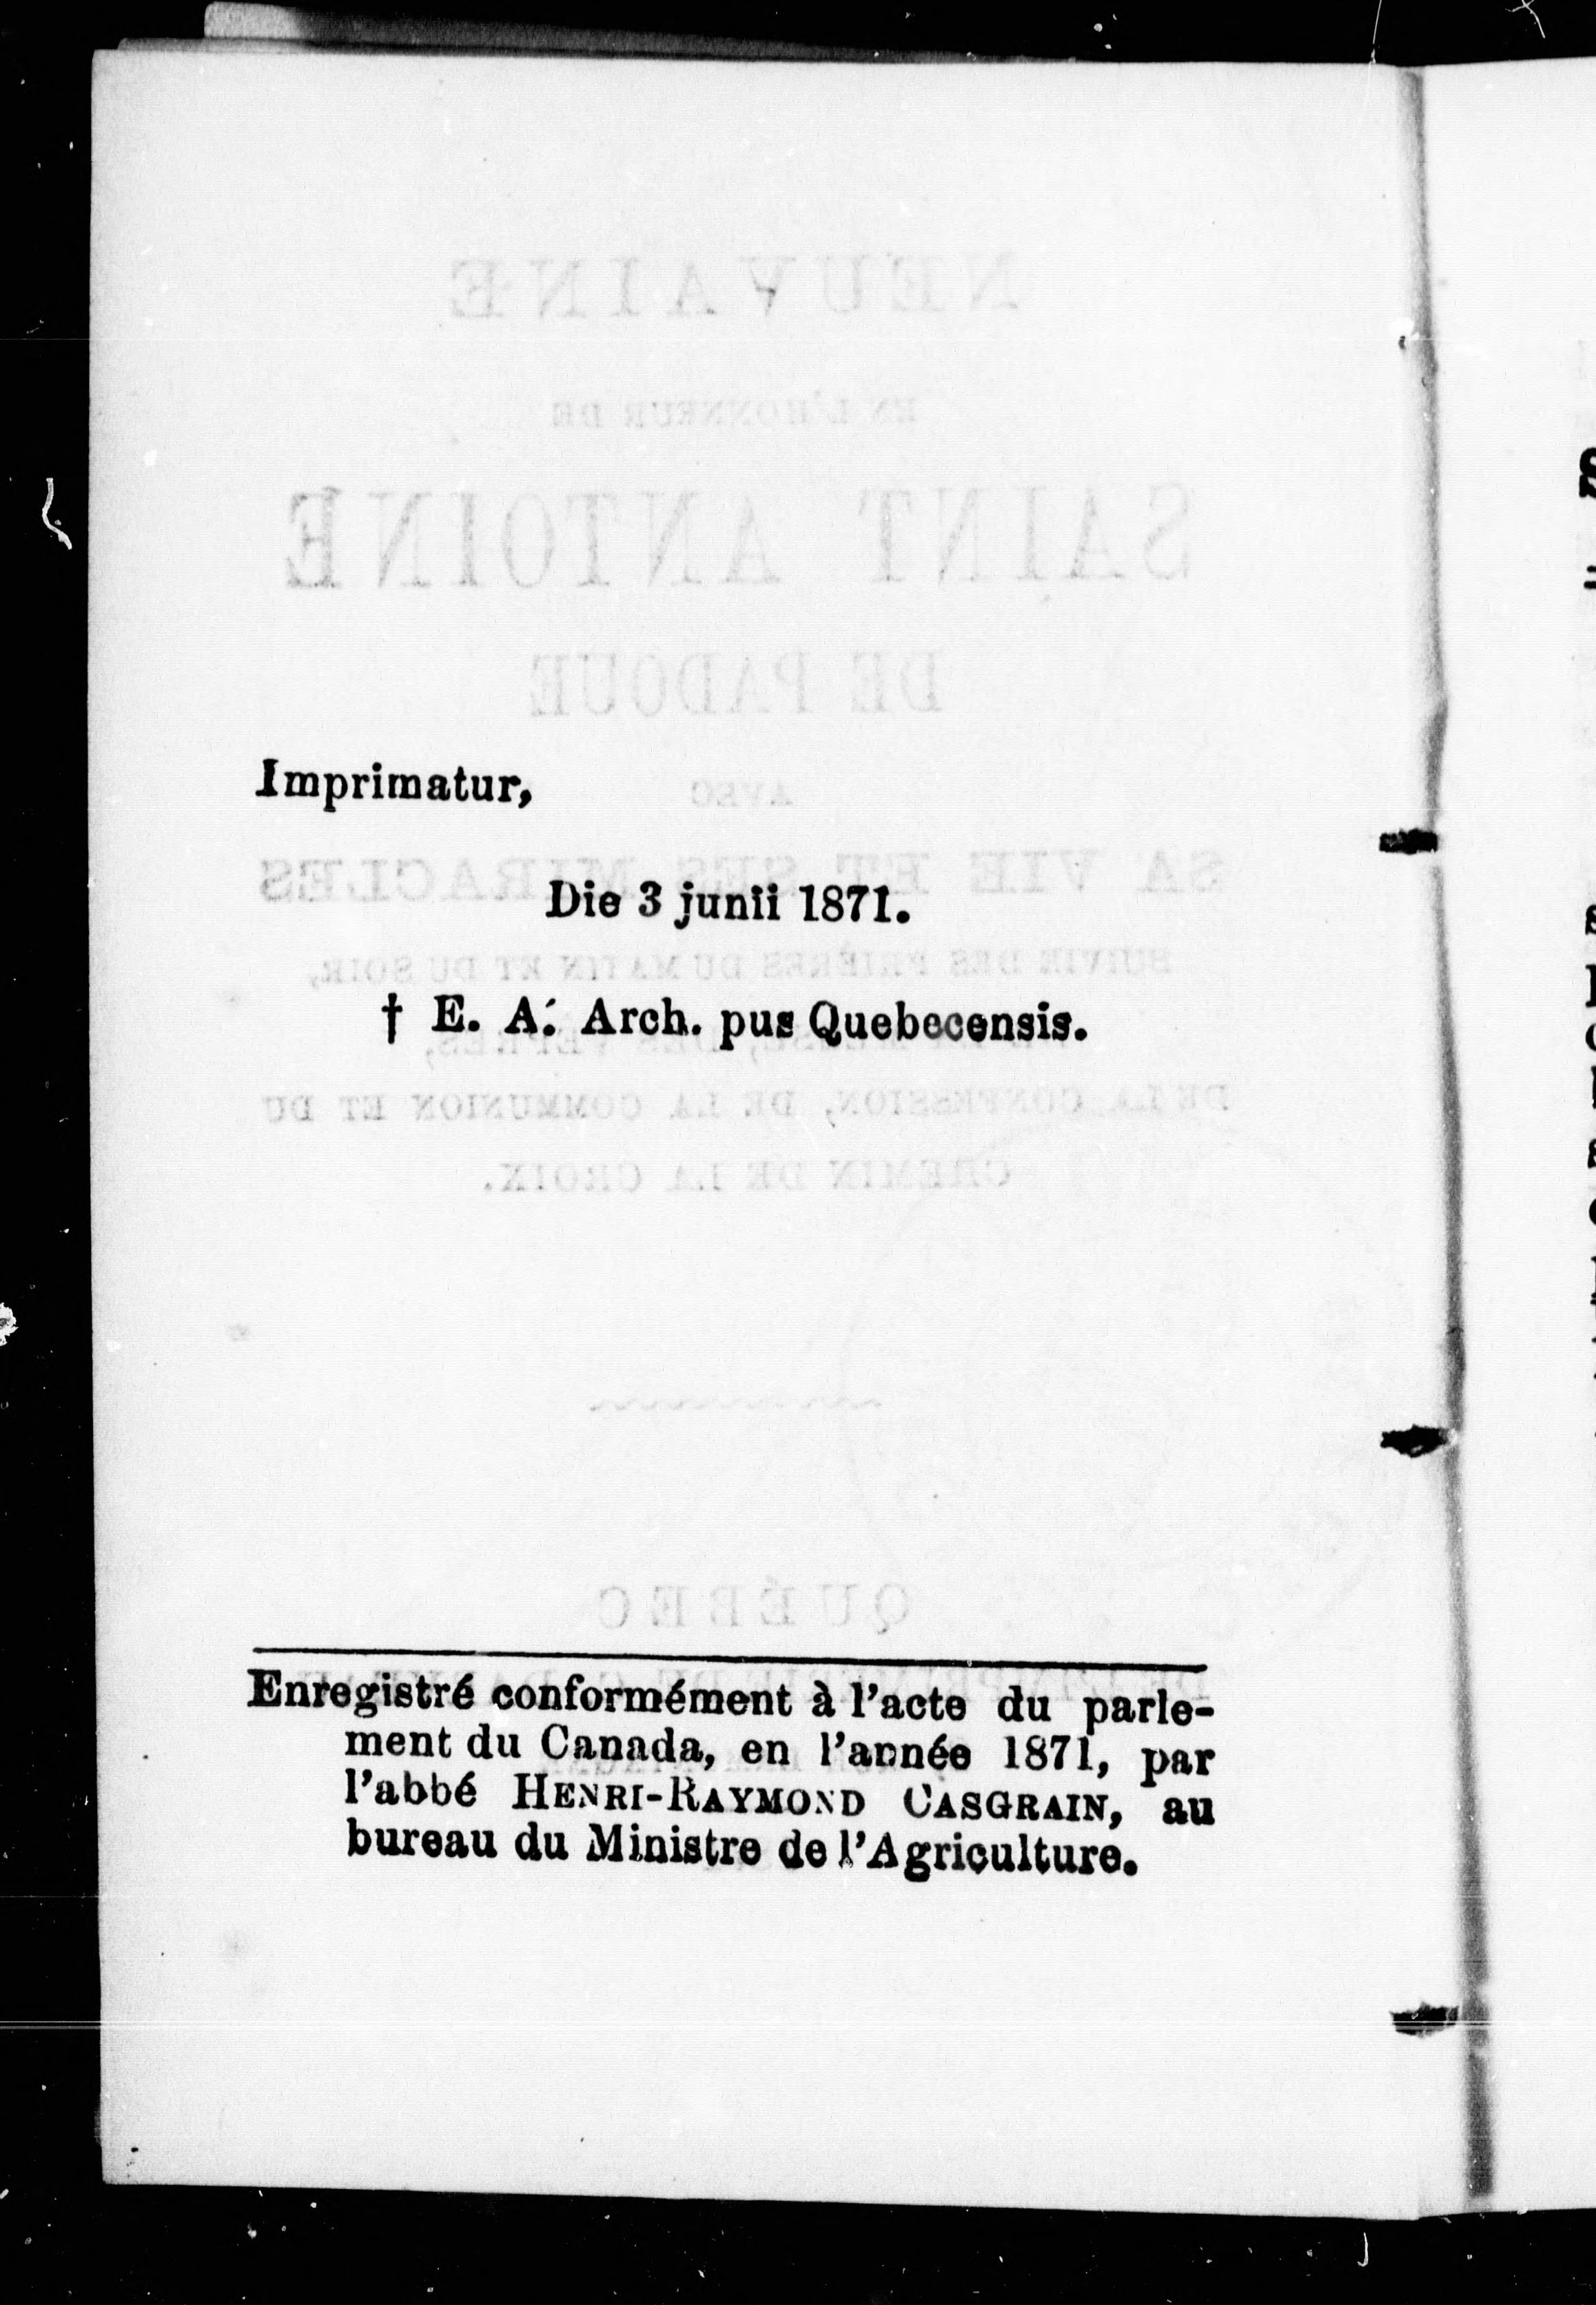 Imprimatur,
Die 3 junii 1871.
† E. A. Arch. pus Quebecensis.
Enregistré conformément à l'acte du parle-
ment du Canada, en l'année 1871, par
l'abbé HENRI-RAYMOND CASGRAIN, au
bureau du Ministre de l'Agriculture.